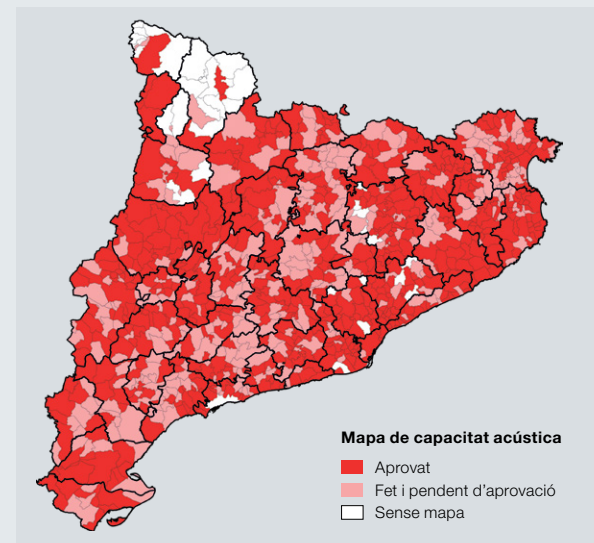 Mapa de capacitat acústica
Aprovat
Fet i pendent d'aprovació
Sense mapa